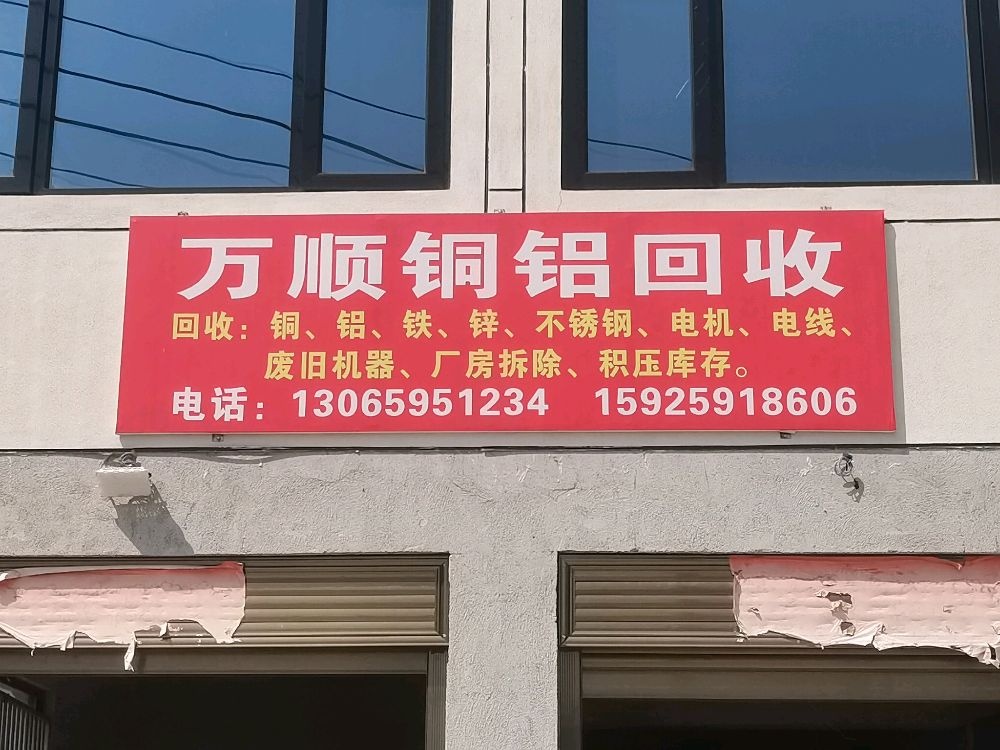 万顺铜铝回收
回收：铜、铝、铁、锌、不锈钢、电机、电线、
废旧机器、厂房拆除、积压库存。
电话：13065951234 15925918606